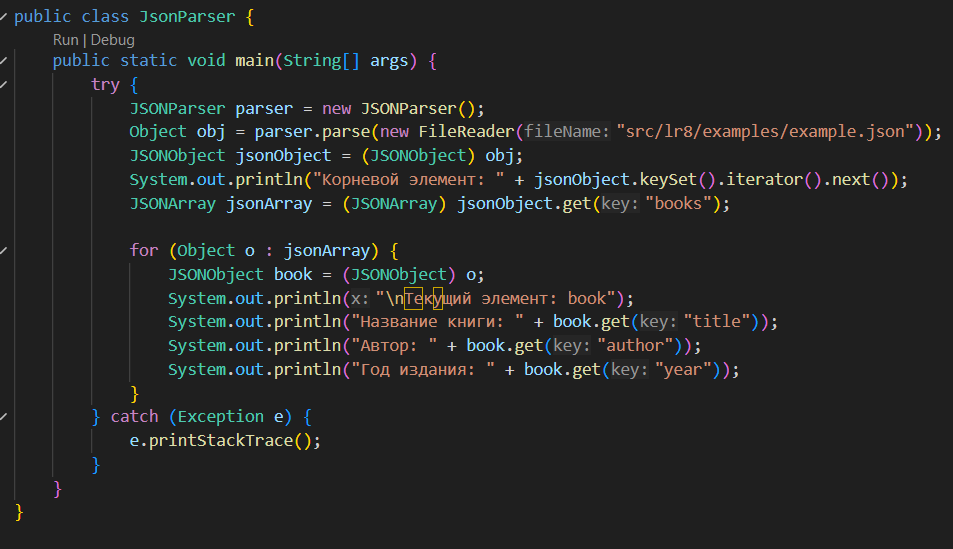 public class JsonParser {
Run | Debug
public static void main(String[] args) {
try {
JSONParser parser = new JSONParser();
Object obj = parser.parse(new FileReader(fileName: "src/lr8/examples/example.json"));
JSONObject jsonObject = (JSONObject) obj;
System.out.println("Корневой элемент: " + jsonObject.keySet().iterator().next());
JSONArray jsonArray = (JSONArray) jsonObject.get(key: "books");
for (Object o : jsonArray) {
JSONObject book = (JSONObject) o;
System.out.println(x: "\nТекущий элемент: book");
System.out.println("Название книги: " + book.get(key: "title"));
System.out.println("Автор: " + book.get(key: "author"));
System.out.println("Год издания: " + book.get(key: "year"));
}
} catch (Exception e) {
e.printStackTrace();
}
}
}